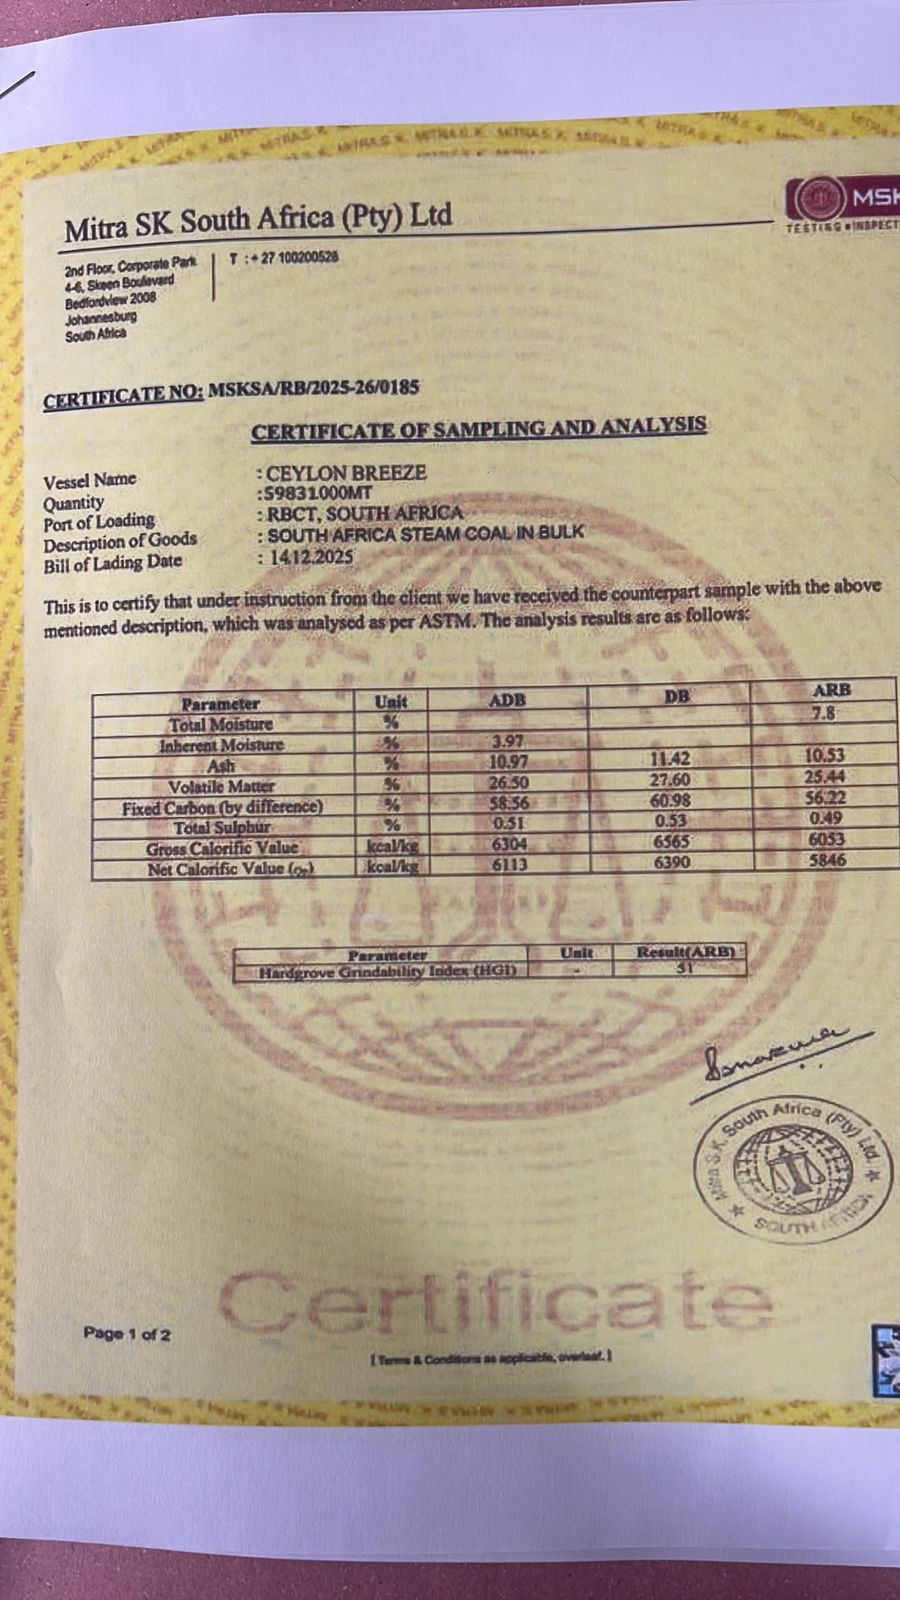 Mitra SK South Africa (Pty) Ltd
MSK
TESTING ● INSPECT
2nd Floor, Corporate Park
4-6, Skeen Boulevard
Bedfordview 2008
Johannesburg
South Africa
T : + 27 100200526
CERTIFICATE NO: MSKSA/RB/2025-26/0185
CERTIFICATE OF SAMPLING AND ANALYSIS
Vessel Name : CEYLON BREEZE
Quantity : 59831.000MT
Port of Loading : RBCT, SOUTH AFRICA
Description of Goods : SOUTH AFRICA STEAM COAL IN BULK
Bill of Lading Date : 14.12.2025
This is to certify that under instruction from the client we have received the counterpart sample with the above
mentioned description, which was analysed as per ASTM. The analysis results are as follows:
Parameter Unit ADB DB ARB
Total Moisture % 7.8
Inherent Moisture % 3.97
Ash % 10.97 11.42 10.53
Volatile Matter % 26.50 27.60 25.44
Fixed Carbon (by difference) % 58.56 60.98 56.22
Total Sulphur % 0.51 0.53 0.49
Gross Calorific Value kcal/kg 6304 6565 6053
Net Calorific Value (Qp) kcal/kg 6113 6390 5846
Parameter Unit Result(ARB)
Hardgrove Grindability Index (HGI) - 51
Mitra S.K. South Africa (Pty) Ltd.
SOUTH AFRICA
Certificate
Page 1 of 2
[ Terms & Conditions as applicable, overleaf. ]